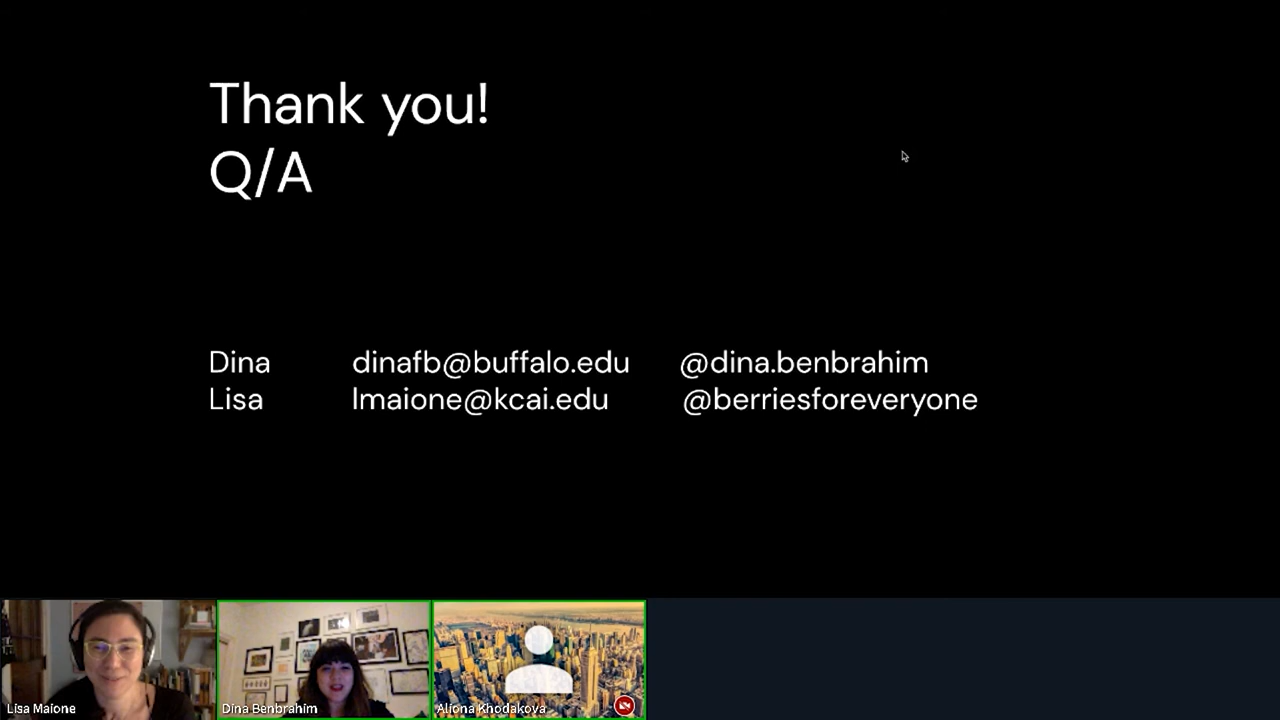 Thank you!
Q/A
Dina dinafb@buffalo.edu @dina.benbrahim
Lisa lmaione@kcai.edu @berriesforeveryone
Lisa Maione
Dina Benbrahim
Aliona Khodakova